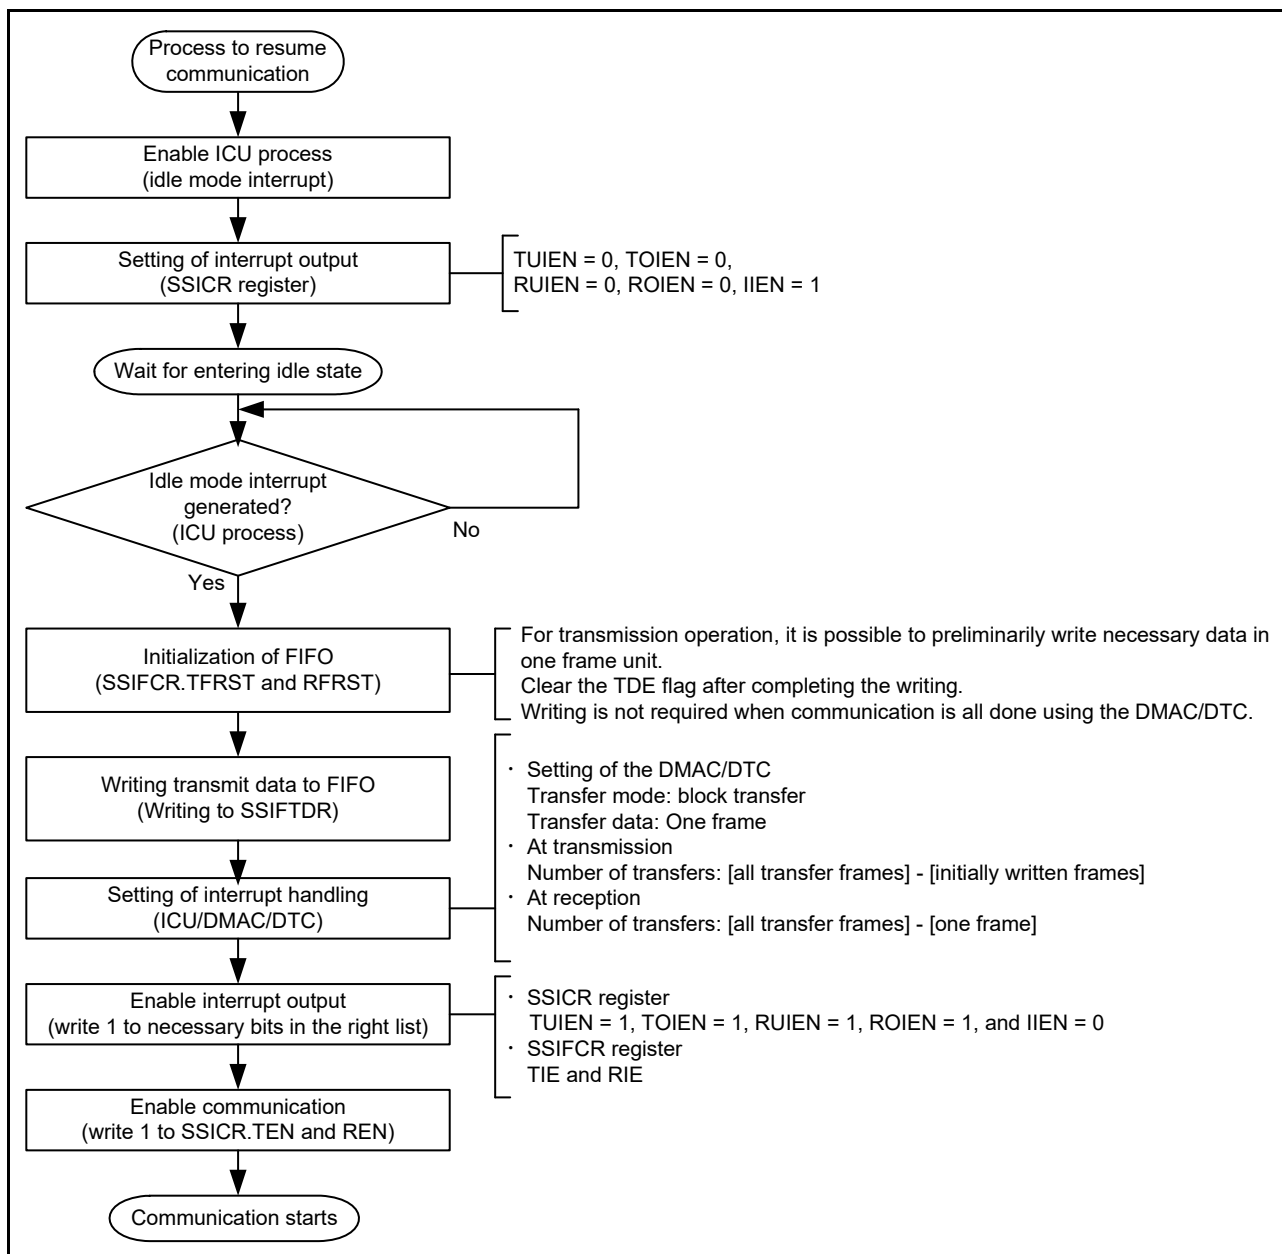 Process to resume
communication
Enable ICU process
(idle mode interrupt)
Setting of interrupt output
(SSICR register)
TUIEN = 0, TOIEN = 0,
RUIEN = 0, ROIEN = 0, IIEN = 1
Wait for entering idle state
Idle mode interrupt
generated?
(ICU process)
No
Yes
Initialization of FIFO
(SSIFCR.TFRST and RFRST)
For transmission operation, it is possible to preliminarily write necessary data in
one frame unit.
Clear the TDE flag after completing the writing.
Writing is not required when communication is all done using the DMAC/DTC.
Writing transmit data to FIFO
(Writing to SSIFTDR)
Setting of interrupt handling
(ICU/DMAC/DTC)
· Setting of the DMAC/DTC
Transfer mode: block transfer
Transfer data: One frame
· At transmission
Number of transfers: [all transfer frames] - [initially written frames]
· At reception
Number of transfers: [all transfer frames] - [one frame]
Enable interrupt output
(write 1 to necessary bits in the right list)
· SSICR register
TUIEN = 1, TOIEN = 1, RUIEN = 1, ROIEN = 1, and IIEN = 0
· SSIFCR register
TIE and RIE
Enable communication
(write 1 to SSICR.TEN and REN)
Communication starts